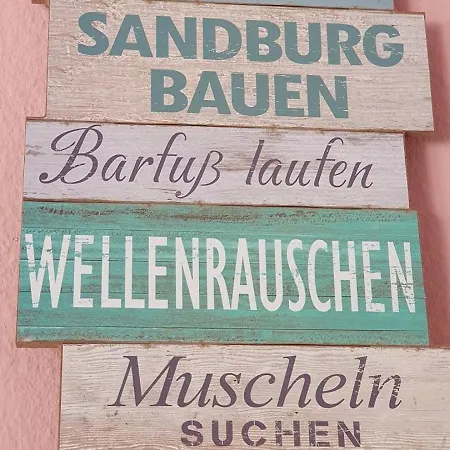 SANDBURG
BAUEN
Barfuß laufen
WELLENRAUSCHEN
Muscheln
SUCHEN